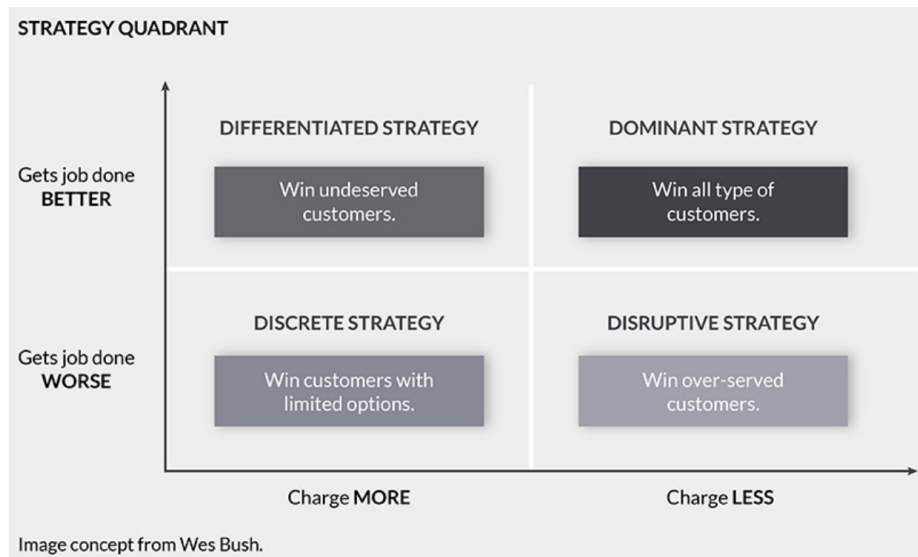 STRATEGY QUADRANT
Gets job done
BETTER
DIFFERENTIATED STRATEGY
Win undeserved
customers.
DOMINANT STRATEGY
Win all type of
customers.
Gets job done
WORSE
DISCRETE STRATEGY
Win customers with
limited options.
DISRUPTIVE STRATEGY
Win over-served
customers.
Charge MORE
Charge LESS
Image concept from Wes Bush.